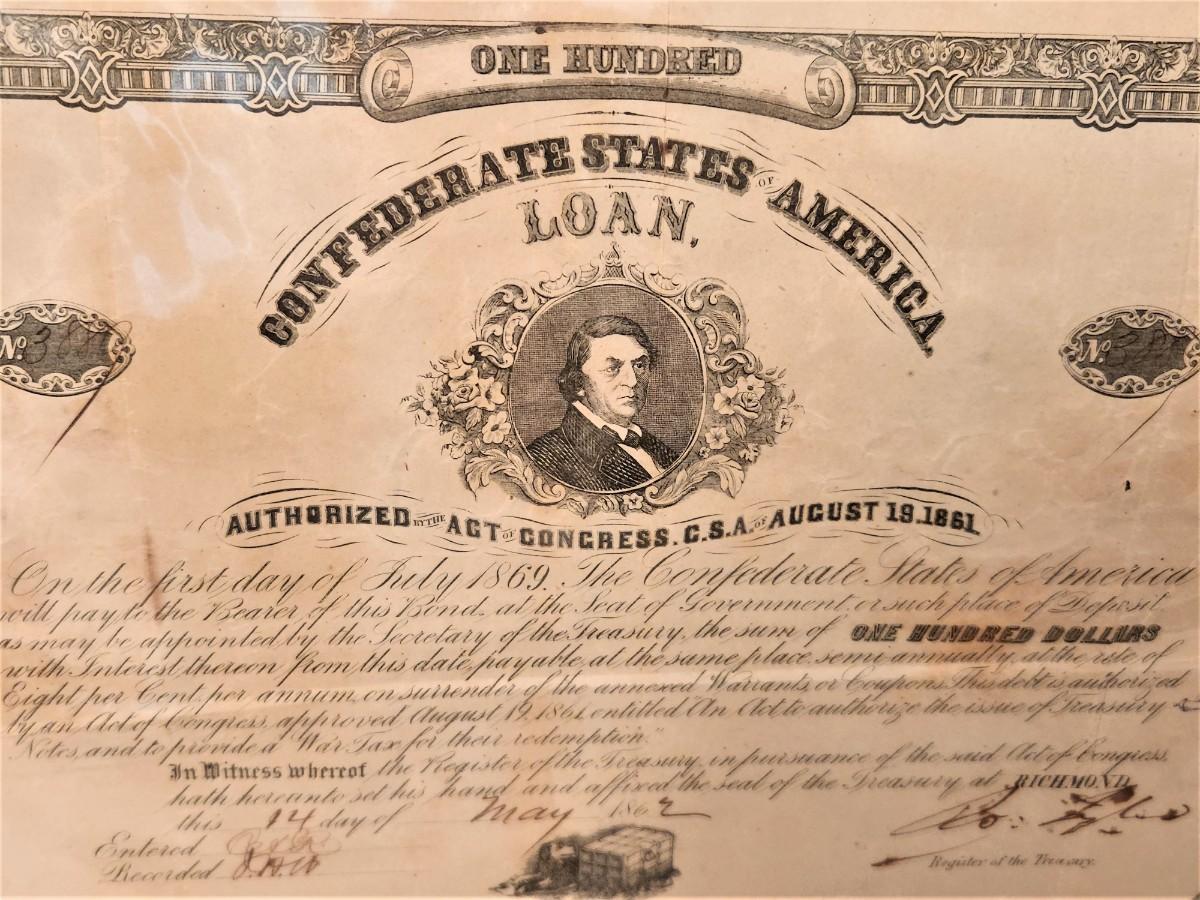 ONE HUNDRED
CONFEDERATE STATES OF AMERICA.
LOAN,
No.
No.
AUTHORIZED BY THE ACT OF CONGRESS. C.S.A. OF AUGUST 19.1861.
On the first day of July 1869. The Confederate States of America
will pay to the Bearer of this Bond, at the Seat of Government, or such place of Deposit
as may be appointed by the Secretary of the Treasury, the sum of ONE HUNDRED DOLLARS
with Interest thereon from this date, payable at the same place semi-annually, at the rate of
Eight per Cent. per annum, on surrender of the annexed Warrants, or Coupons. This debt is authorized
by an Act of Congress, approved August 19, 1861, entitled "An Act to authorize the issue of Treasury
Notes, and to provide a War Tax for their redemption."
In Witness whereof the Register of the Treasury, in pursuance of the said Act of Congress,
hath hereunto set his hand and affixed the seal of the Treasury at RICHMOND,
this 14 day of May 1862
Entered
Recorded
Register of the Treasury.